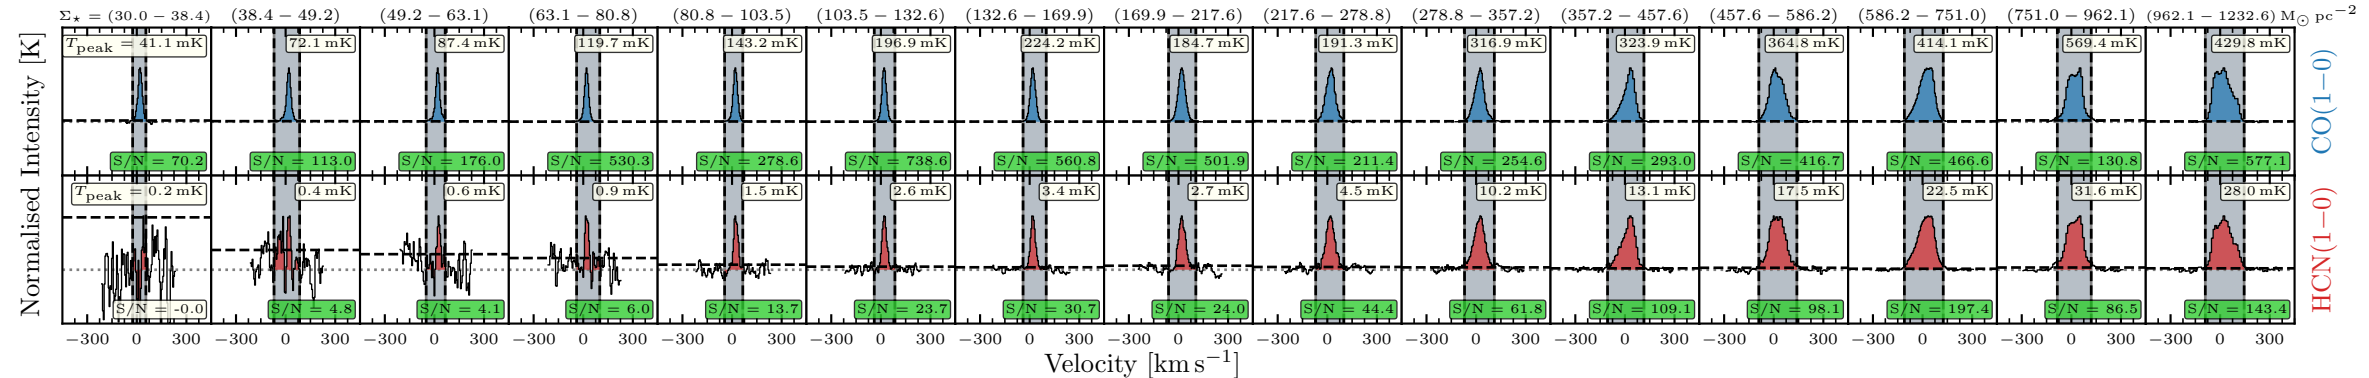 Σ⋆ = (30.0 − 38.4) (38.4 − 49.2) (49.2 − 63.1) (63.1 − 80.8) (80.8 − 103.5) (103.5 − 132.6) (132.6 − 169.9) (169.9 − 217.6) (217.6 − 278.8) (278.8 − 357.2) (357.2 − 457.6) (457.6 − 586.2) (586.2 − 751.0) (751.0 − 962.1) (962.1 − 1232.6) M⊙ pc−2
Tpeak = 41.1 mK 72.1 mK 87.4 mK 119.7 mK 143.2 mK 196.9 mK 224.2 mK 184.7 mK 191.3 mK 316.9 mK 323.9 mK 364.8 mK 414.1 mK 569.4 mK 429.8 mK
CO(1–0)
S/N = 70.2 S/N = 113.0 S/N = 176.0 S/N = 530.3 S/N = 278.6 S/N = 738.6 S/N = 560.8 S/N = 501.9 S/N = 211.4 S/N = 254.6 S/N = 293.0 S/N = 416.7 S/N = 466.6 S/N = 130.8 S/N = 577.1
Normalised Intensity [K]
Tpeak = 0.2 mK 0.4 mK 0.6 mK 0.9 mK 1.5 mK 2.6 mK 3.4 mK 2.7 mK 4.5 mK 10.2 mK 13.1 mK 17.5 mK 22.5 mK 31.6 mK 28.0 mK
HCN(1–0)
S/N = -0.0 S/N = 4.8 S/N = 4.1 S/N = 6.0 S/N = 13.7 S/N = 23.7 S/N = 30.7 S/N = 24.0 S/N = 44.4 S/N = 61.8 S/N = 109.1 S/N = 98.1 S/N = 197.4 S/N = 86.5 S/N = 143.4
−300 0 300 −300 0 300 −300 0 300 −300 0 300 −300 0 300 −300 0 300 −300 0 300 −300 0 300 −300 0 300 −300 0 300 −300 0 300 −300 0 300 −300 0 300 −300 0 300 −300 0 300
Velocity [km s−1]